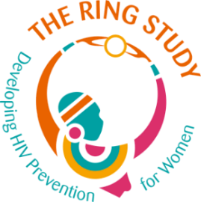 THE RING STUDY
Developing HIV Prevention
for Women